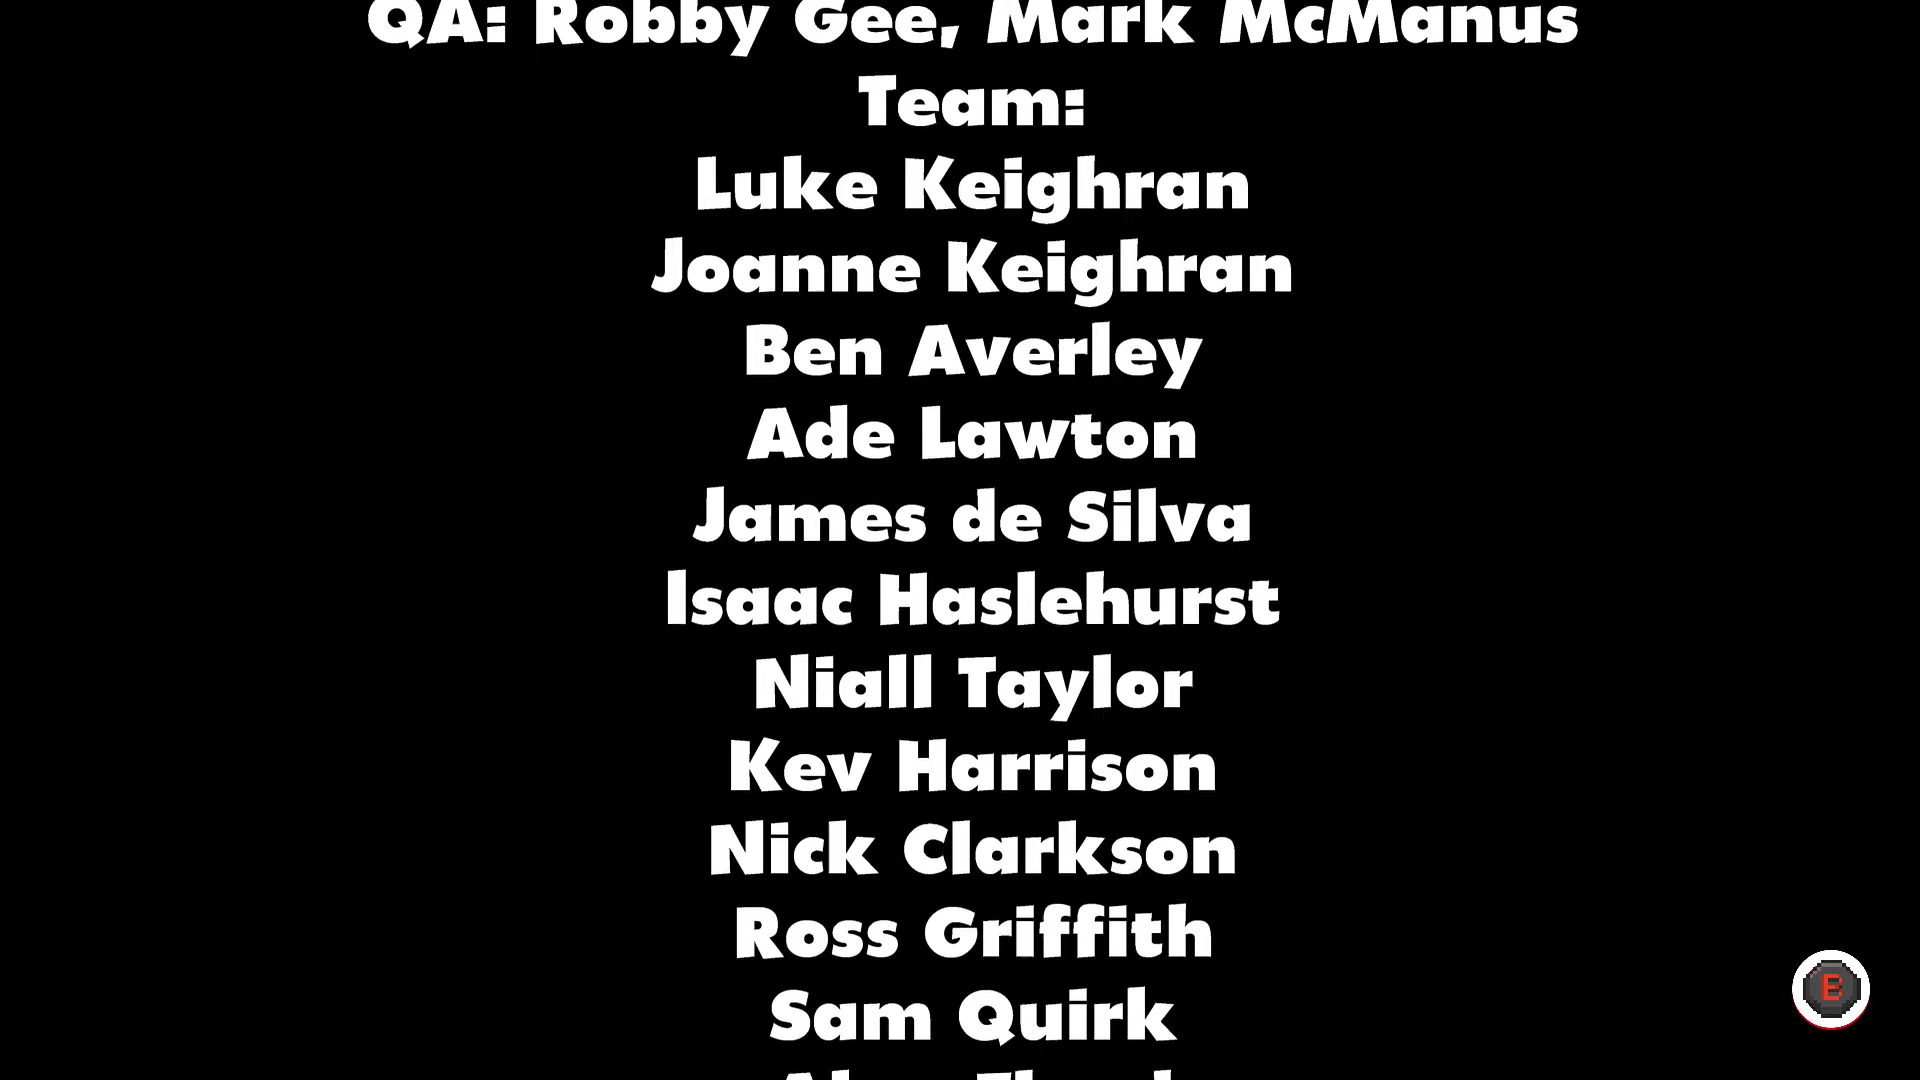 QA: Robby Gee, Mark McManus
Team:
Luke Keighran
Joanne Keighran
Ben Averley
Ade Lawton
James de Silva
Isaac Haslehurst
Niall Taylor
Kev Harrison
Nick Clarkson
Ross Griffith
Sam Quirk
B